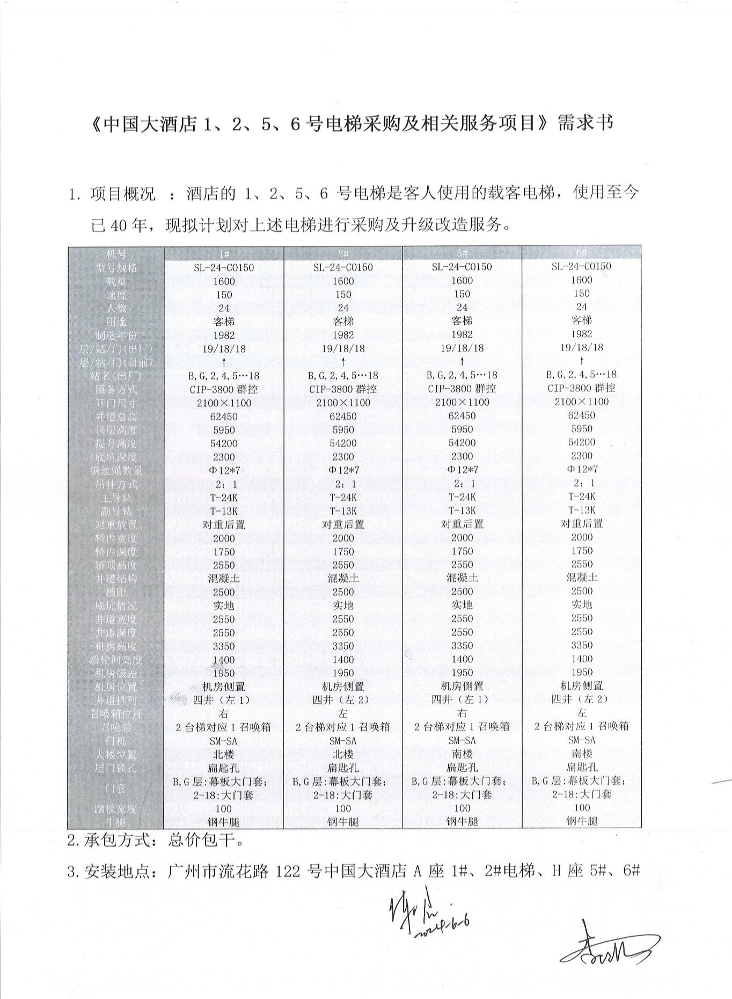 《中国大酒店 1、2、5、6 号电梯采购及相关服务项目》需求书
1. 项目概况 ：酒店的 1、2、5、6 号电梯是客人使用的载客电梯，使用至今
已 40 年，现拟计划对上述电梯进行采购及升级改造服务。
机号 1# 2# 5# 6#
型号规格 SL-24-CO150 SL-24-CO150 SL-24-CO150 SL-24-CO150
载重 1600 1600 1600 1600
速度 150 150 150 150
人数 24 24 24 24
用途 客梯 客梯 客梯 客梯
制造年份 1982 1982 1982 1982
层/站/门(出厂) 19/18/18 19/18/18 19/18/18 19/18/18
层/站/门(目前) ↑ ↑ ↑ ↑
站名(出厂) B,G,2,4,5…18 B,G,2,4,5…18 B,G,2,4,5…18 B,G,2,4,5…18
服务方式 CIP-3800 群控 CIP-3800 群控 CIP-3800 群控 CIP-3800 群控
开门尺寸 2100×1100 2100×1100 2100×1100 2100×1100
井道总高 62450 62450 62450 62450
顶层高度 5950 5950 5950 5950
提升高度 54200 54200 54200 54200
底坑深度 2300 2300 2300 2300
钢丝绳数量 Φ12*7 Φ12*7 Φ12*7 Φ12*7
吊挂方式 2：1 2：1 2：1 2：1
主导轨 T-24K T-24K T-24K T-24K
副导轨 T-13K T-13K T-13K T-13K
对重放置 对重后置 对重后置 对重后置 对重后置
轿内宽度 2000 2000 2000 2000
轿内深度 1750 1750 1750 1750
轿顶高度 2550 2550 2550 2550
井道结构 混凝土 混凝土 混凝土 混凝土
档距 2500 2500 2500 2500
底坑情况 实地 实地 实地 实地
井道宽度 2550 2550 2550 2550
井道深度 2550 2550 2550 2550
机房高度 3350 3350 3350 3350
滑轮间高度 1400 1400 1400 1400
机房级差 1950 1950 1950 1950
机房位置 机房侧置 机房侧置 机房侧置 机房侧置
井道排列 四井（左1） 四井（左2） 四井（左1） 四井（左2）
召唤箱位置 右 左 右 左
召唤箱 2 台梯对应 1 召唤箱 2 台梯对应 1 召唤箱 2 台梯对应 1 召唤箱 2 台梯对应 1 召唤箱
门机 SM-SA SM-SA SM-SA SM-SA
大楼位置 北楼 北楼 南楼 南楼
层门锁孔 扁匙孔 扁匙孔 扁匙孔 扁匙孔
门套 B,G 层:幕板大门套; B,G 层:幕板大门套; B,G 层:幕板大门套; B,G 层:幕板大门套;
2-18:大门套 2-18:大门套 2-18:大门套 2-18:大门套
踏板宽度 100 100 100 100
牛腿 钢牛腿 钢牛腿 钢牛腿 钢牛腿
2.承包方式：总价包干。
3.安装地点：广州市流花路 122 号中国大酒店 A 座 1#、2#电梯、H 座 5#、6#
2024-6-6